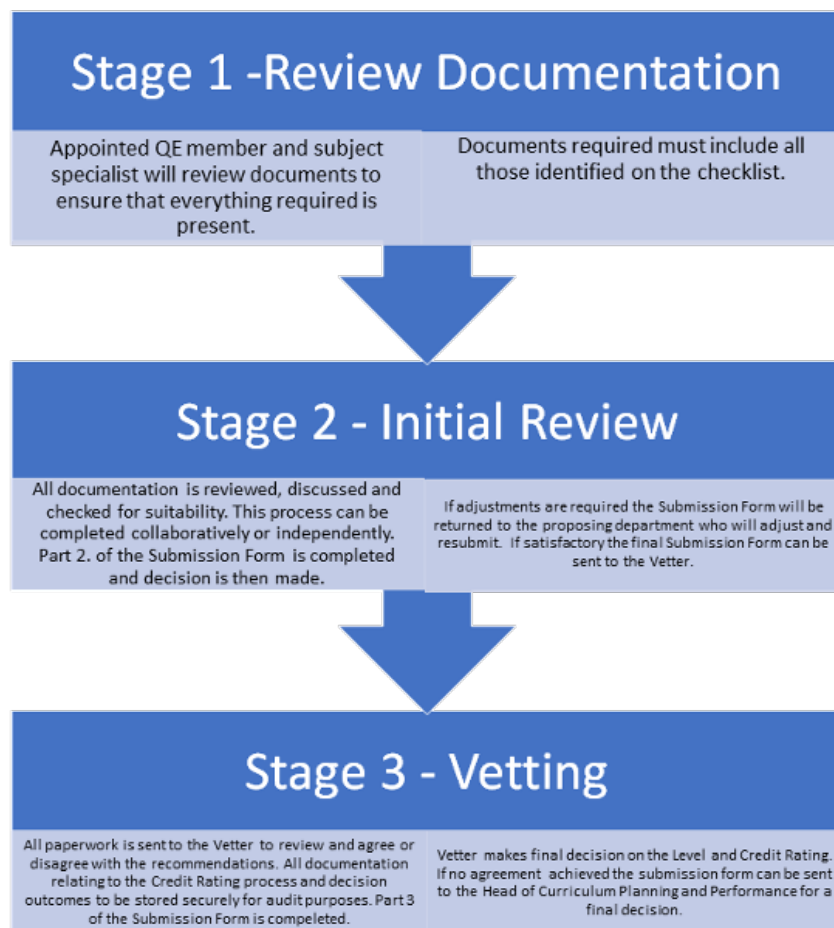 Stage 1 -Review Documentation
Appointed QE member and subject
specialist will review documents to
ensure that everything required is
present.
Documents required must include all
those identified on the checklist.
Stage 2 - Initial Review
All documentation is reviewed, discussed and
checked for suitability. This process can be
completed collaboratively or independently.
Part 2. of the Submission Form is completed
and decision is then made.
If adjustments are required the Submission Form will be
returned to the proposing department who will adjust and
resubmit. If satisfactory the final Submission Form can be
sent to the Vetter.
Stage 3 - Vetting
All paperwork is sent to the Vetter to review and agree or
disagree with the recommendations. All documentation
relating to the Credit Rating process and decision
outcomes to be stored securely for audit purposes. Part 3
of the Submission Form is compeleted.
Vetter makes final decision on the Level and Credit Rating.
If no agreement achieved the submission form can be sent
to the Head of Curriculum Planning and Performance for a
final decision.